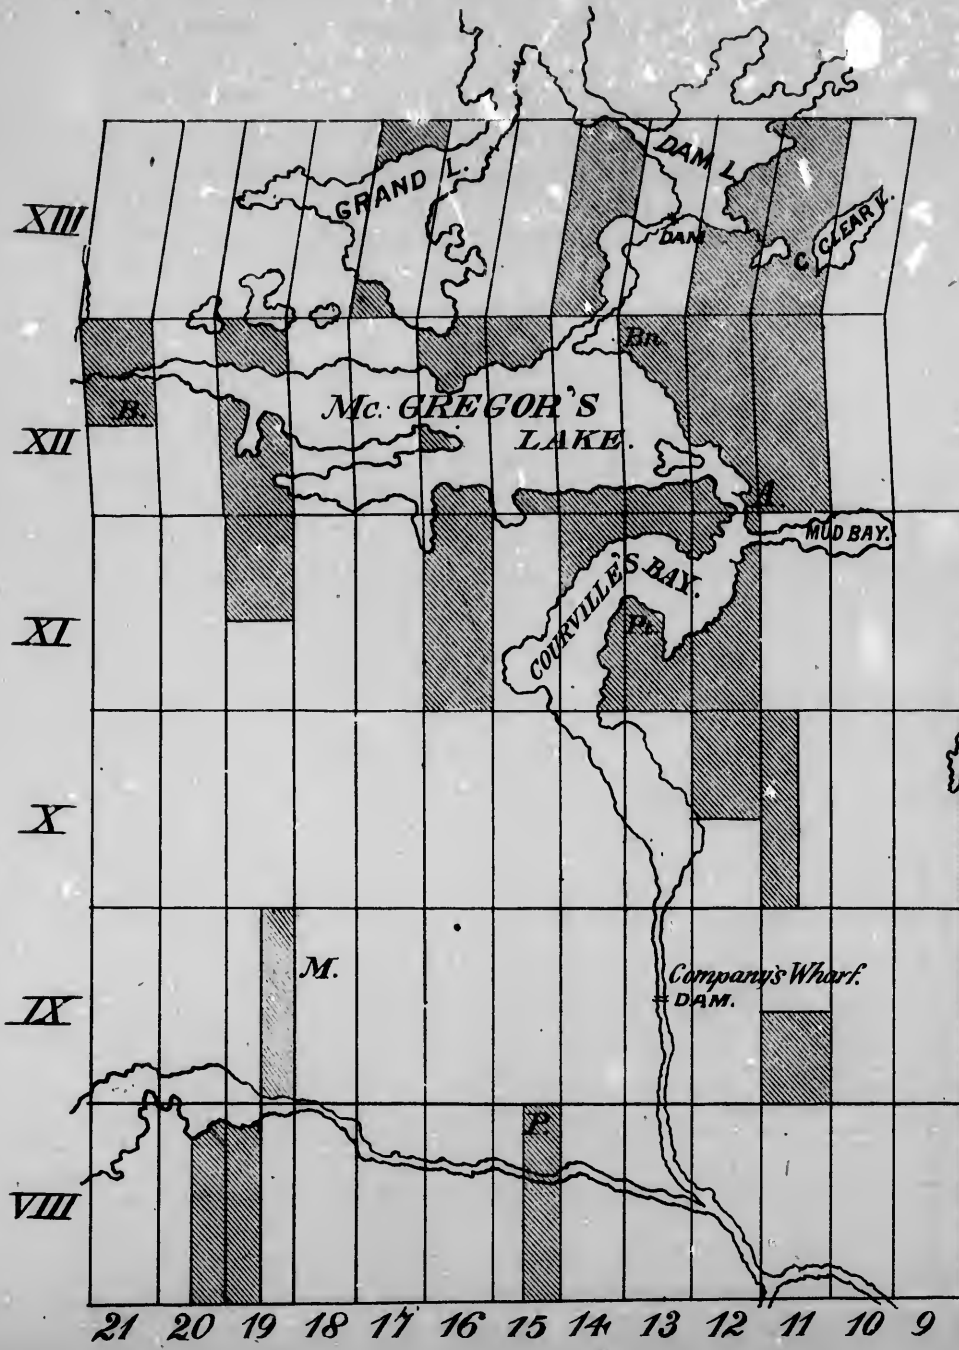 DAM L.
GRAND L.
XIII
CLEAR L.
DAM
C
Bn.
Mc. GREGOR'S
B.
LAKE.
XII
A
MUD BAY.
COURVILLE'S BAY.
XI
Pt.
X
M.
Company's Wharf.
IX
DAM.
P.
VIII
21 20 19 18 17 16 15 14 13 12 11 10 9